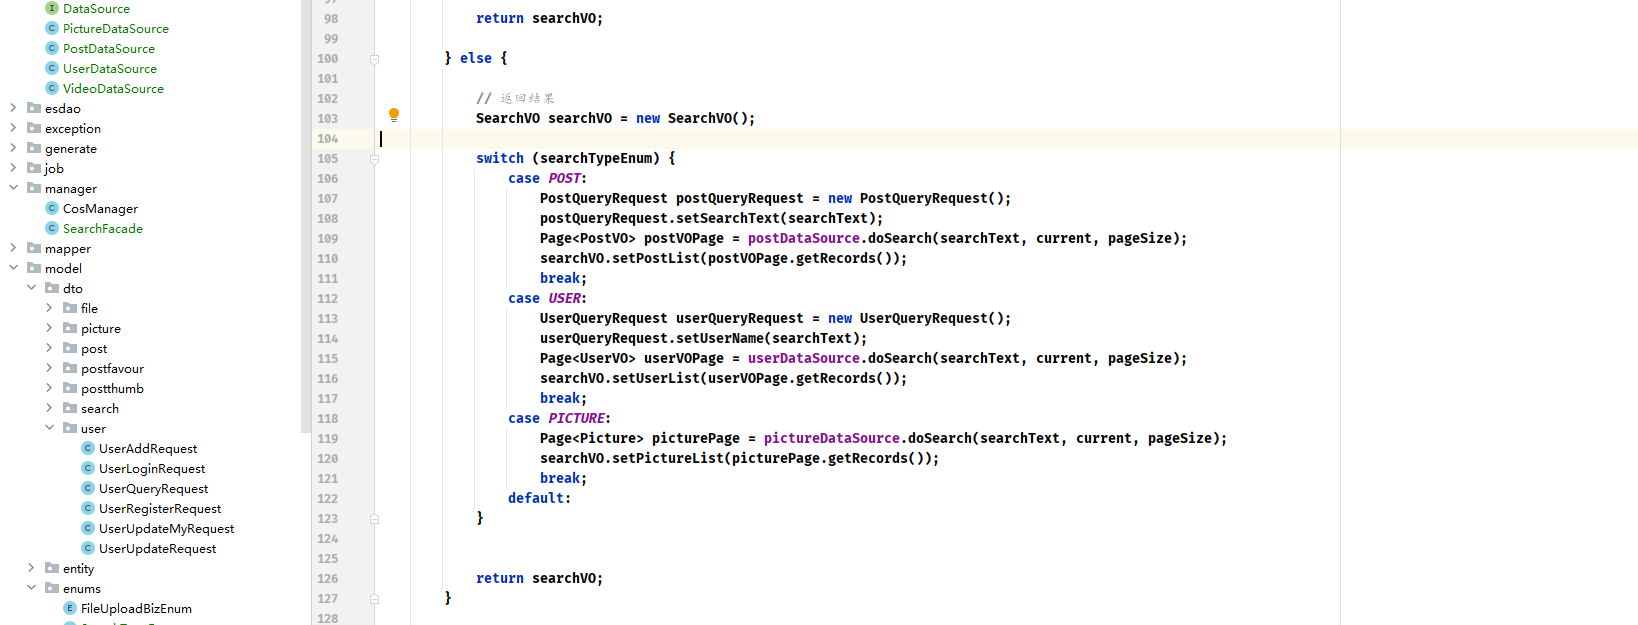 DataSource
PictureDataSource
PostDataSource
UserDataSource
VideoDataSource
esdao
exception
generate
job
manager
CosManager
SearchFacade
mapper
model
dto
file
picture
post
postfavour
postthumb
search
user
UserAddRequest
UserLoginRequest
UserQueryRequest
UserRegisterRequest
UserUpdateMyRequest
UserUpdateRequest
entity
enums
FileUploadBizEnum
98 return searchVO;
99
100 } else {
101
102 // 返回结果
103 SearchVO searchVO = new SearchVO();
104
105 switch (searchTypeEnum) {
106 case POST:
107 PostQueryRequest postQueryRequest = new PostQueryRequest();
108 postQueryRequest.setSearchText(searchText);
109 Page<PostVO> postVOPage = postDataSource.doSearch(searchText, current, pageSize);
110 searchVO.setPostList(postVOPage.getRecords());
111 break;
112 case USER:
113 UserQueryRequest userQueryRequest = new UserQueryRequest();
114 userQueryRequest.setUserName(searchText);
115 Page<UserVO> userVOPage = userDataSource.doSearch(searchText, current, pageSize);
116 searchVO.setUserList(userVOPage.getRecords());
117 break;
118 case PICTURE:
119 Page<Picture> picturePage = pictureDataSource.doSearch(searchText, current, pageSize);
120 searchVO.setPictureList(picturePage.getRecords());
121 break;
122 default:
123 }
124
125
126 return searchVO;
127 }
128